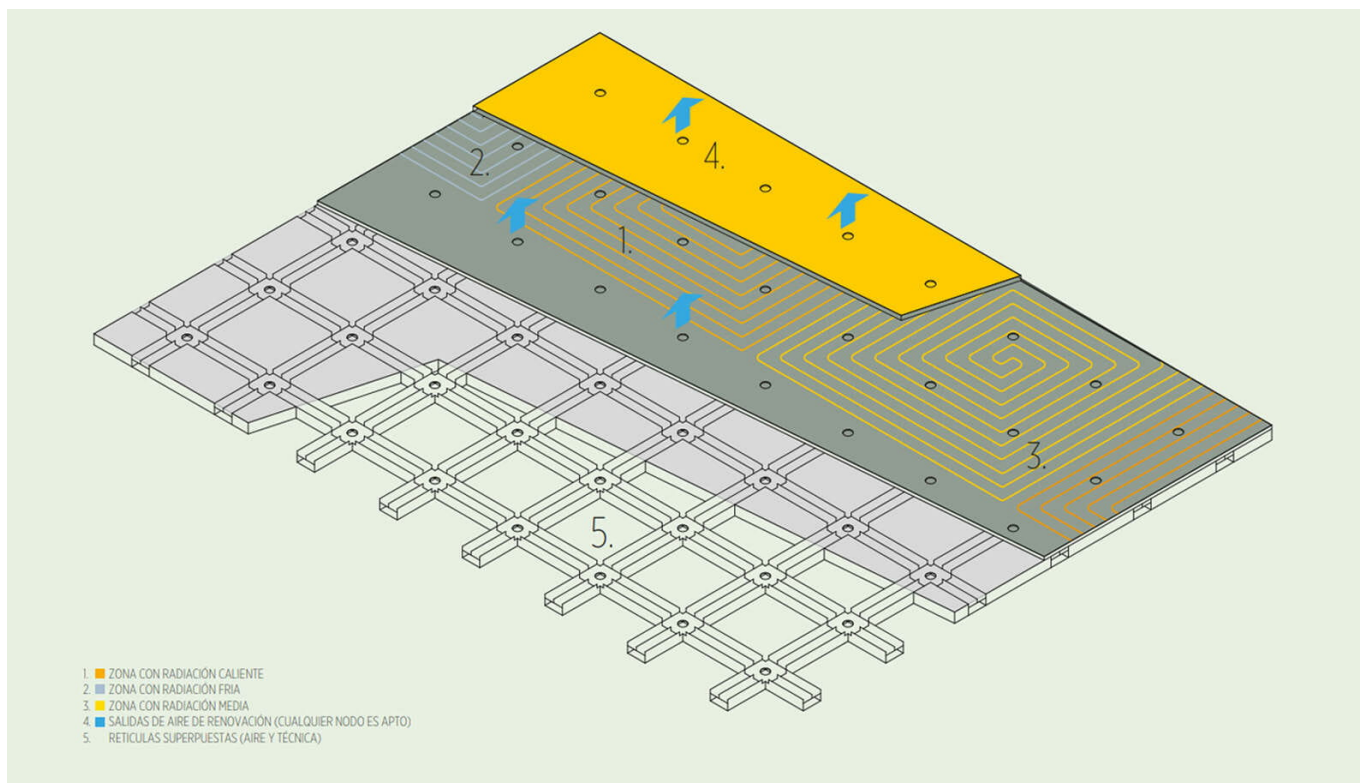 4.
2.
1.
3.
5.
1. ZONA CON RADIACIÓN CALIENTE
2. ZONA CON RADIACIÓN FRIA
3. ZONA CON RADIACIÓN MEDIA
4. SALIDAS DE AIRE DE RENOVACIÓN (CUALQUIER NODO ES APTO)
5. RETICULAS SUPERPUESTAS (AIRE Y TÉCNICA)